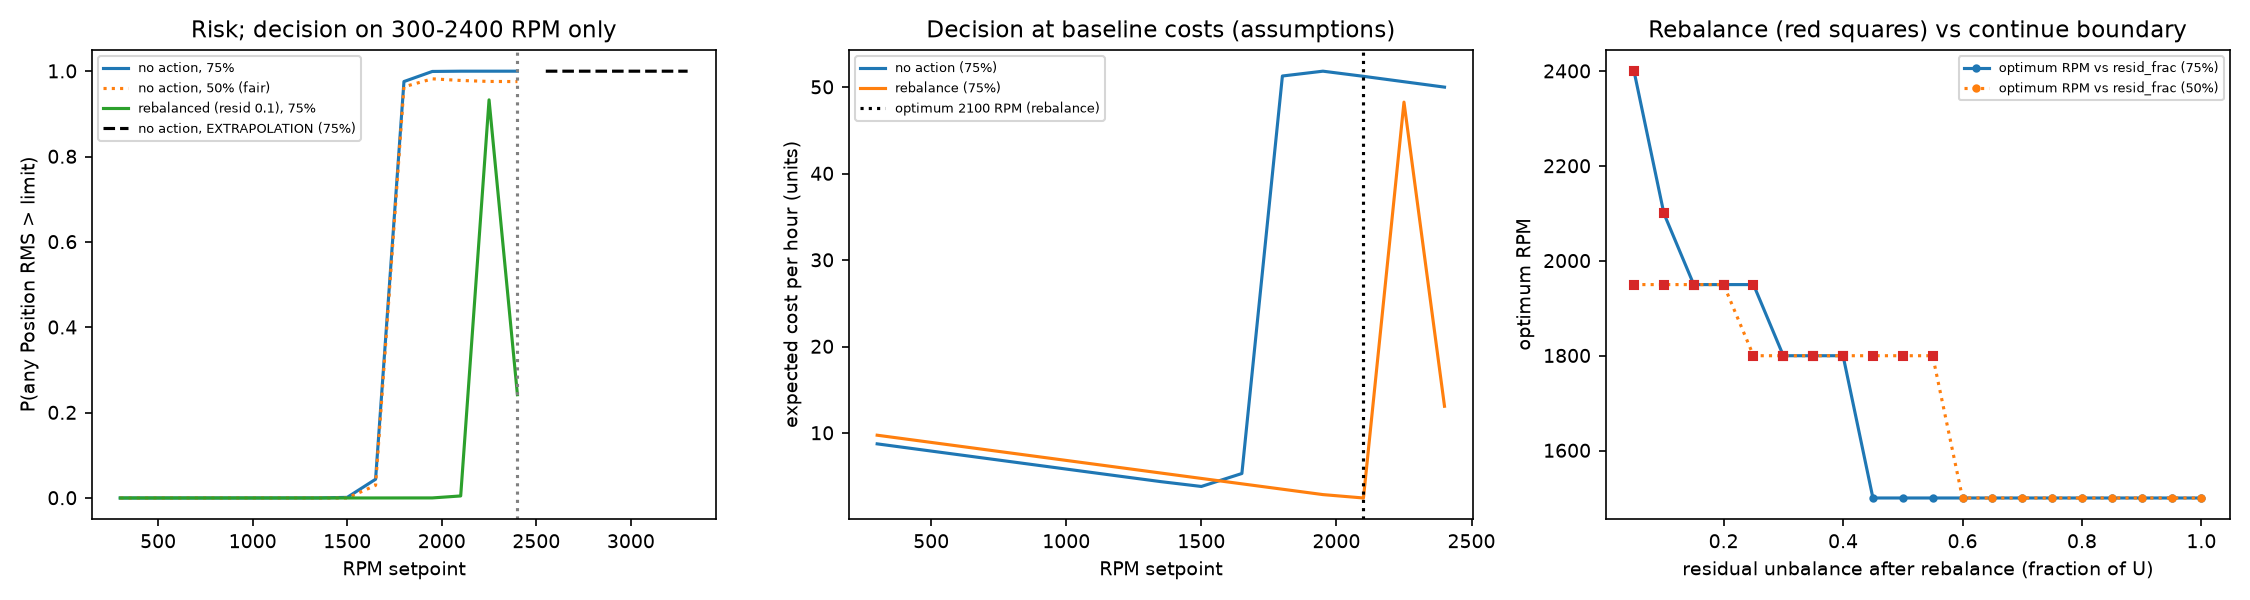 Risk; decision on 300-2400 RPM only
no action, 75%
no action, 50% (fair)
rebalanced (resid 0.1), 75%
no action, EXTRAPOLATION (75%)
P(any Position RMS > limit)
1.0
0.8
0.6
0.4
0.2
0.0
500
1000
1500
2000
2500
3000
RPM setpoint
Decision at baseline costs (assumptions)
no action (75%)
rebalance (75%)
optimum 2100 RPM (rebalance)
expected cost per hour (units)
50
40
30
20
10
500
1000
1500
2000
2500
RPM setpoint
Rebalance (red squares) vs continue boundary
optimum RPM vs resid_frac (75%)
optimum RPM vs resid_frac (50%)
optimum RPM
2400
2200
2000
1800
1600
0.2
0.4
0.6
0.8
1.0
residual unbalance after rebalance (fraction of U)